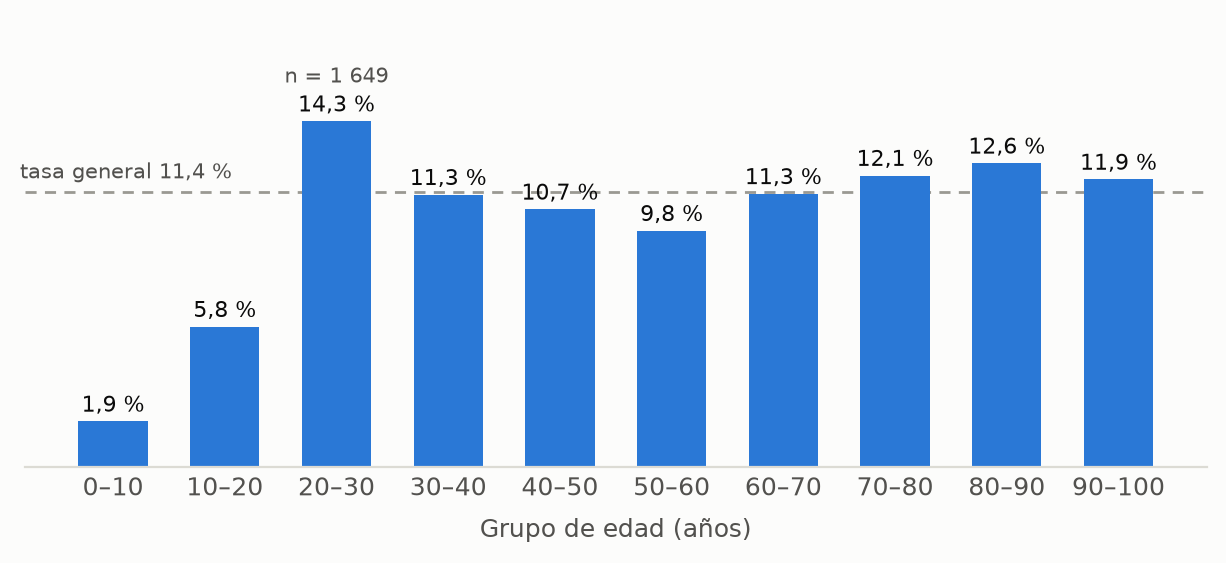 n = 1 649
14,3 %
tasa general 11,4 %
12,6 %
12,1 %
11,9 %
11,3 %
11,3 %
10,7 %
9,8 %
5,8 %
1,9 %
0–10 10–20 20–30 30–40 40–50 50–60 60–70 70–80 80–90 90–100
Grupo de edad (años)